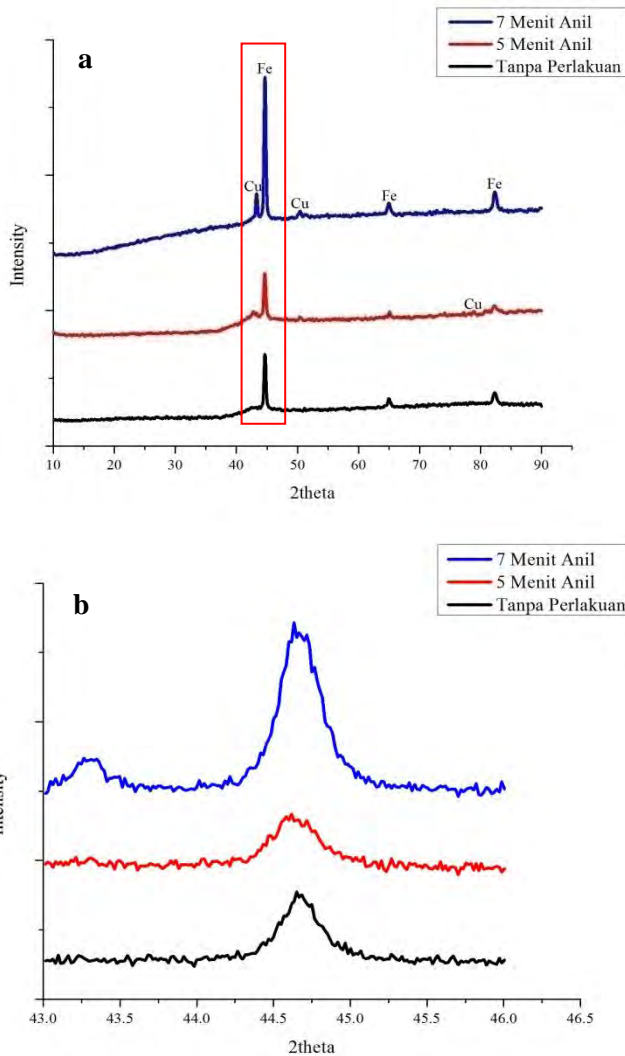 7 Menit Anil
5 Menit Anil
Tanpa Perlakuan
a
Fe
Cu
Cu
Fe
Fe
Cu
Intensity
10 20 30 40 50 60 70 80 90
2theta
7 Menit Anil
5 Menit Anil
Tanpa Perlakuan
b
43.0 43.5 44.0 44.5 45.0 45.5 46.0 46.5
2theta